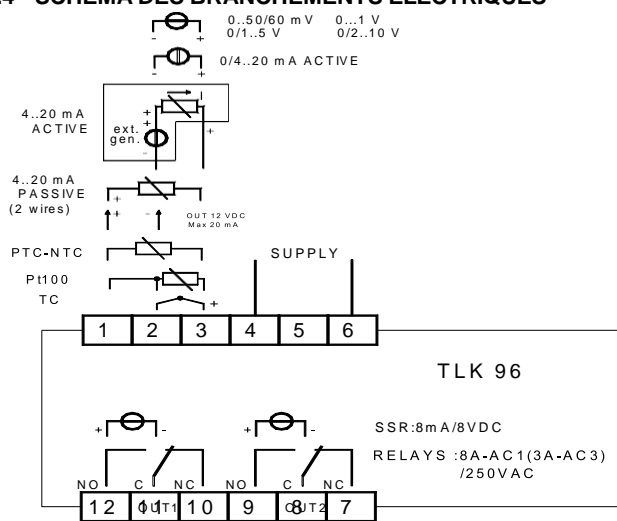 4 SCHEMA DES BRANCHEMENTS ELECTRIQUES
0..50/60 mV 0...1 V
0/1..5 V 0/2..10 V
- +
0/4..20 mA ACTIVE
- +
4..20 mA
ACTIVE
ext.
gen.
+
+
-
-
+
4..20 mA
PASSIVE
(2 wires)
+ -
+ -
OUT 12 VDC
Max 20 mA
PTC-NTC
SUPPLY
Pt100
TC
- +
1 2 3 4 5 6
TLK 96
+ - + -
SSR:8mA/8VDC
RELAYS :8A-AC1(3A-AC3)
/250VAC
NO C NC NO C NC
12 11 10 9 8 7
OUT1 OUT2